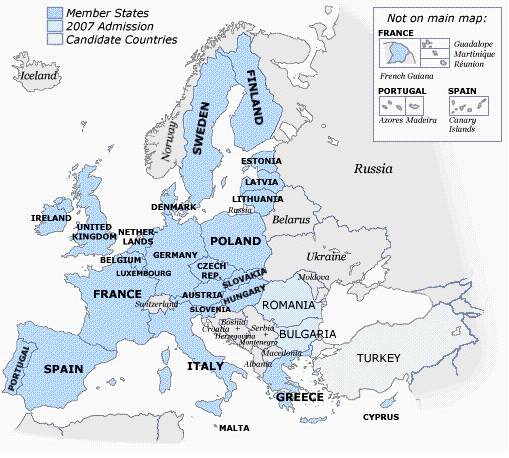 Member States
2007 Admission
Candidate Countries
Not on main map:
FRANCE
Guadalope
Martinique
Réunion
French Guiana
PORTUGAL
SPAIN
Azores
Madeira
Canary
Islands
Iceland
FINLAND
SWEDEN
Norway
Russia
ESTONIA
LATVIA
LITHUANIA
Russia
DENMARK
IRELAND
UNITED
KINGDOM
NETHER-
LANDS
Belarus
POLAND
BELGIUM
GERMANY
Ukraine
LUXEMBOURG
CZECH
REP.
SLOVAKIA
Moldova
FRANCE
AUSTRIA
HUNGARY
Switzerland
SLOVENIA
ROMANIA
Croatia
Bosnia
+
Herzegovina
Serbia
+
Montenegro
BULGARIA
Macedonia
Albania
TURKEY
PORTUGAL
SPAIN
ITALY
GREECE
CYPRUS
MALTA